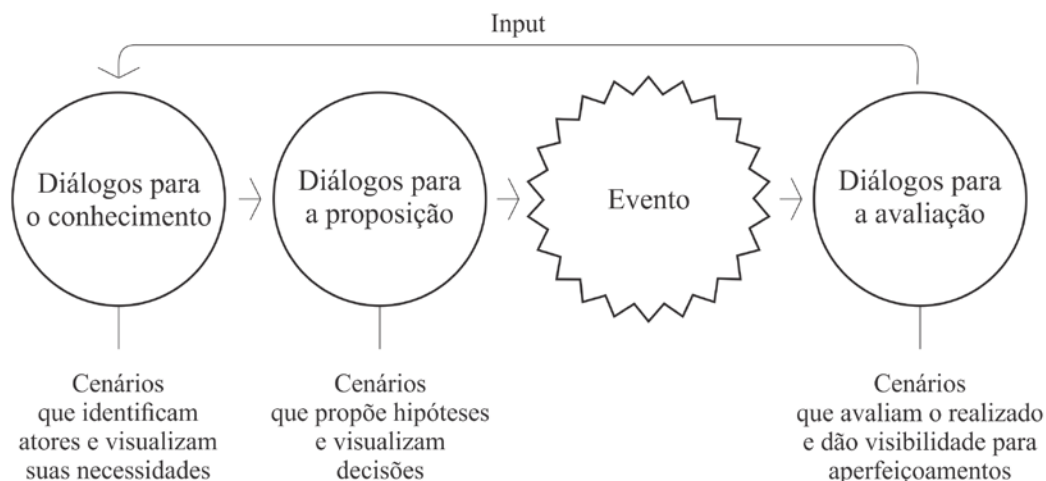 Input
Diálogos para
o conhecimento
Diálogos para
a proposição
Evento
Diálogos para
a avaliação
Cenários
que identificam
atores e visualizam
suas necessidades
Cenários
que propõe hipóteses
e visualizam
decisões
Cenários
que avaliam o realizado
e dão visibilidade para
aperfeiçoamentos